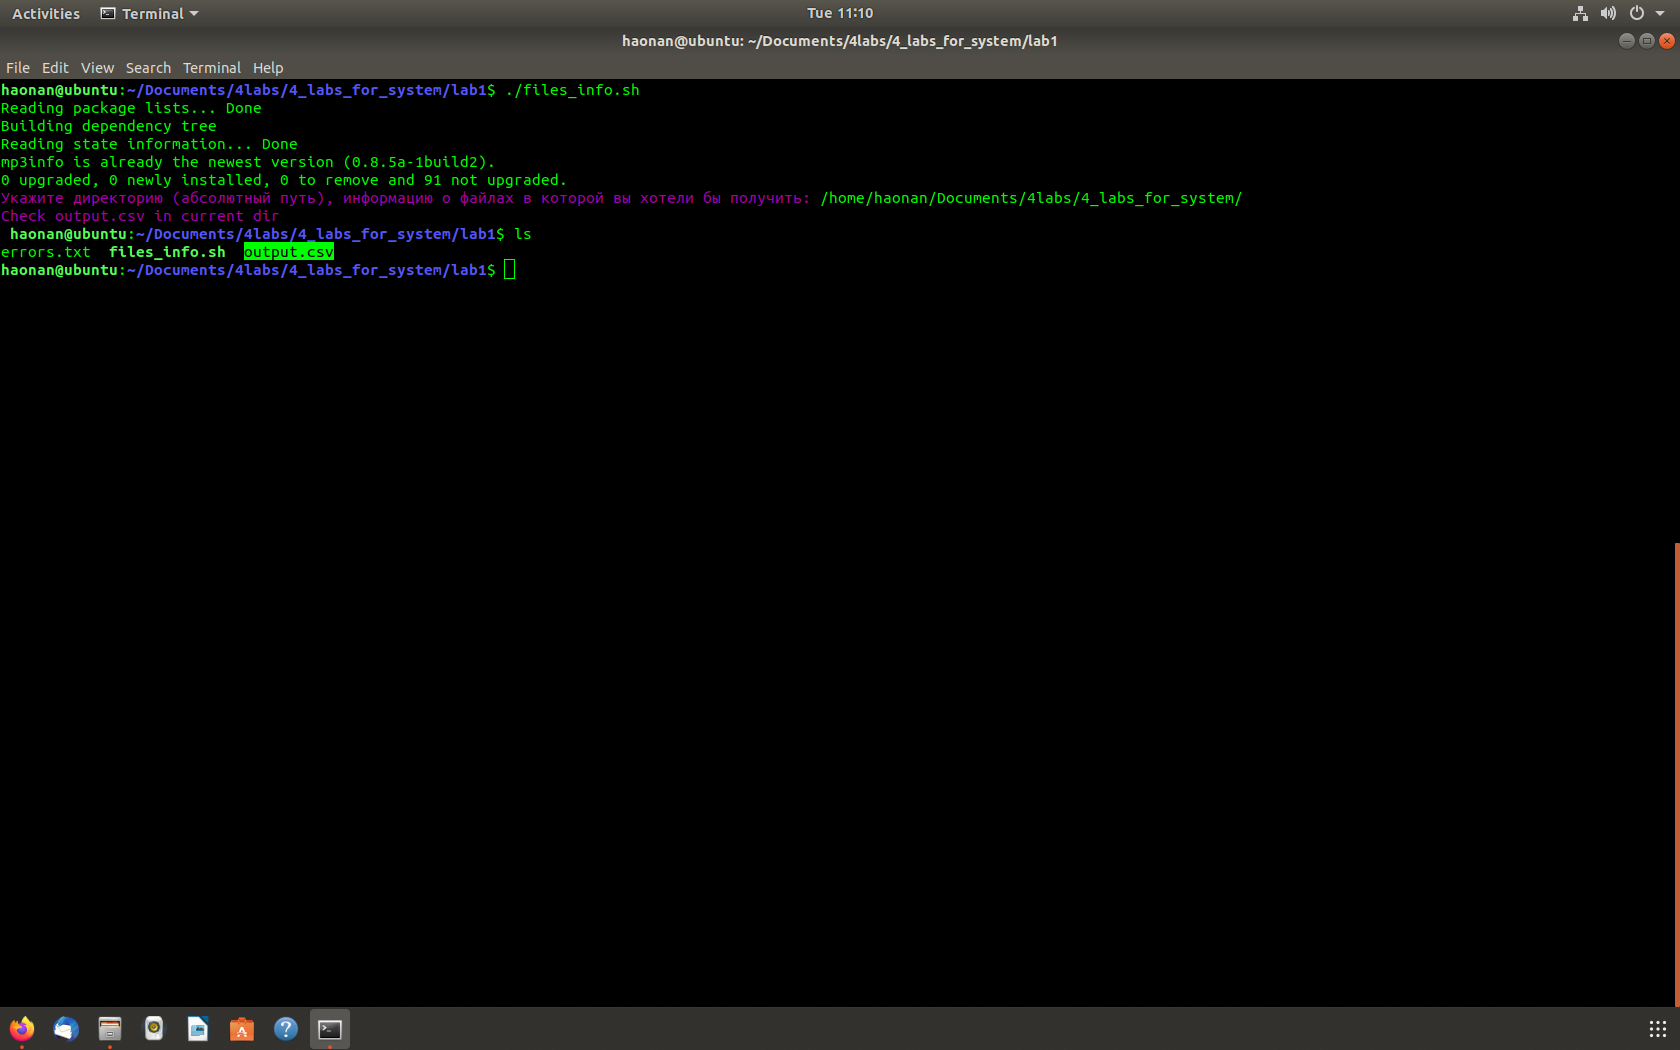 Activities Terminal Tue 11:10
haonan@ubuntu: ~/Documents/4labs/4_labs_for_system/lab1
File Edit View Search Terminal Help
haonan@ubuntu:~/Documents/4labs/4_labs_for_system/lab1$ ./files_info.sh
Reading package lists... Done
Building dependency tree
Reading state information... Done
mp3info is already the newest version (0.8.5a-1build2).
0 upgraded, 0 newly installed, 0 to remove and 91 not upgraded.
Укажите директорию (абсолютный путь), информацию о файлах в которой вы хотели бы получить: /home/haonan/Documents/4labs/4_labs_for_system/
Check output.csv in current dir
haonan@ubuntu:~/Documents/4labs/4_labs_for_system/lab1$ ls
errors.txt files_info.sh output.csv
haonan@ubuntu:~/Documents/4labs/4_labs_for_system/lab1$